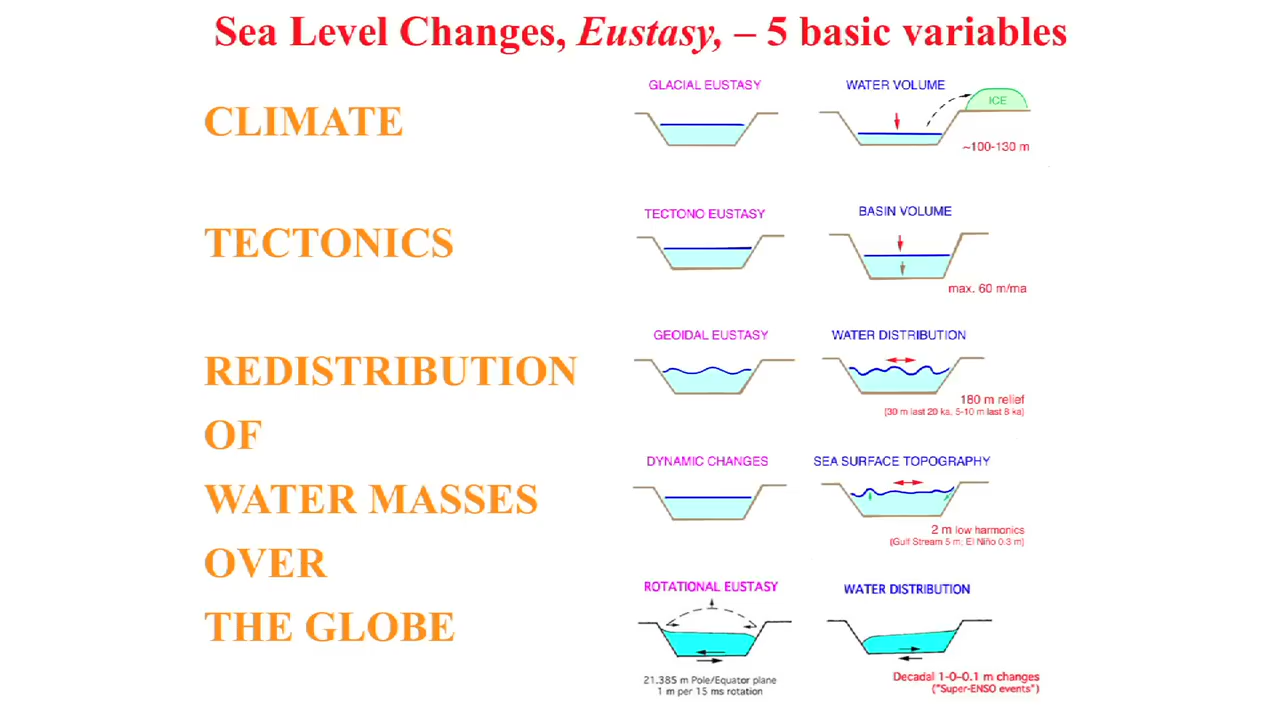 Sea Level Changes, Eustasy, – 5 basic variables
CLIMATE
GLACIAL EUSTASY
WATER VOLUME
ICE
~100-130 m
TECTONICS
TECTONO EUSTASY
BASIN VOLUME
max. 60 m/ma
REDISTRIBUTION
OF
WATER MASSES
OVER
THE GLOBE
GEOIDAL EUSTASY
WATER DISTRIBUTION
180 m relief
(30 m last 20 ka, 5-10 m last 8 ka)
DYNAMIC CHANGES
SEA SURFACE TOPOGRAPHY
2 m low harmonics
(Gulf Stream 5 m; El Niño 0.3 m)
ROTATIONAL EUSTASY
WATER DISTRIBUTION
21.385 m Pole/Equator plane
1 m per 15 ms rotation
Decadal 1-0-0.1 m changes
("Super-ENSO events")